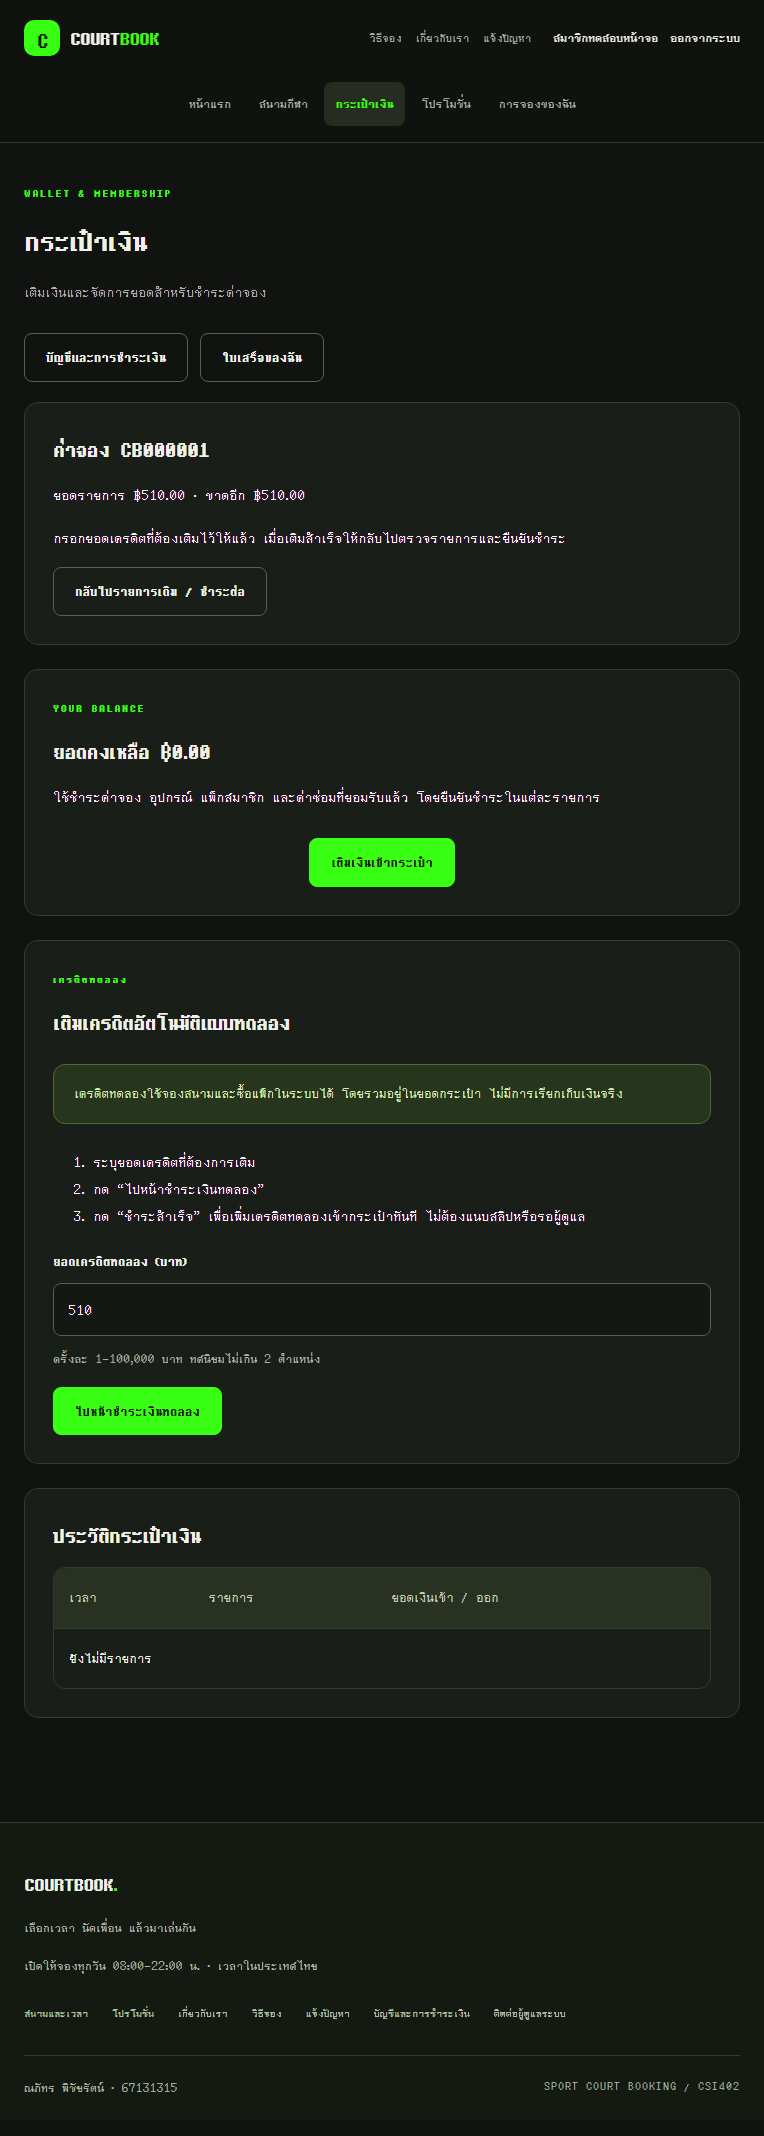 C COURTBOOK
วิธีจอง เกี่ยวกับเรา แจ้งปัญหา สมาชิกทดสอบหน้าจอ ออกจากระบบ
หน้าแรก สนามกีฬา กระเป๋าเงิน โปรโมชั่น การจองของฉัน
WALLET & MEMBERSHIP
กระเป๋าเงิน
เติมเงินและจัดการยอดสำหรับชำระค่าจอง
บัญชีและการชำระเงิน ใบเสร็จของฉัน
ค่าจอง CB000001
ยอดรายการ ฿510.00 · ขาดอีก ฿510.00
กรอกยอดเครดิตที่ต้องเติมไว้ให้แล้ว เมื่อเติมสำเร็จให้กลับไปตรวจรายการและยืนยันชำระ
กลับไปรายการเดิม / ชำระต่อ
YOUR BALANCE
ยอดคงเหลือ ฿0.00
ใช้ชำระค่าจอง อุปกรณ์ แพ็กสมาชิก และค่าซ่อมที่ยอมรับแล้ว โดยยืนยันชำระในแต่ละรายการ
เติมเงินเข้ากระเป๋า
เครดิตทดลอง
เติมเครดิตอัตโนมัติแบบทดลอง
เครดิตทดลองใช้จองสนามและซื้อแพ็กในระบบได้ โดยรวมอยู่ในยอดกระเป๋า ไม่มีการเรียกเก็บเงินจริง
1. ระบุยอดเครดิตที่ต้องการเติม
2. กด “ไปหน้าชำระเงินทดลอง”
3. กด “ชำระสำเร็จ” เพื่อเพิ่มเครดิตทดลองเข้ากระเป๋าทันที ไม่ต้องแนบสลิปหรือรอผู้ดูแล
ยอดเครดิตทดลอง (บาท)
510
ครั้งละ 1–100,000 บาท ทศนิยมไม่เกิน 2 ตำแหน่ง
ไปหน้าชำระเงินทดลอง
ประวัติกระเป๋าเงิน
เวลา รายการ ยอดเงินเข้า / ออก
ยังไม่มีรายการ
COURTBOOK.
เลือกเวลา นัดเพื่อน แล้วมาเล่นกัน
เปิดให้จองทุกวัน 08:00–22:00 น. · เวลาในประเทศไทย
สนามและเวลา โปรโมชั่น เกี่ยวกับเรา วิธีจอง แจ้งปัญหา บัญชีและการชำระเงิน ติดต่อผู้ดูแลระบบ
ณภัทร พิชัยรัตน์ · 67131315
SPORT COURT BOOKING / CSI402